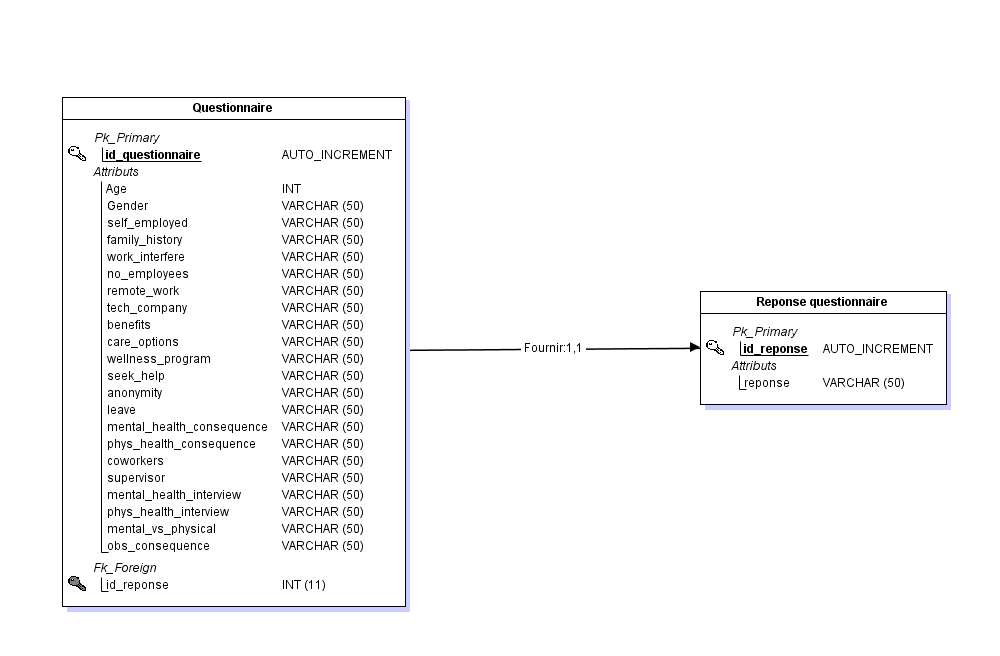 Questionnaire
Pk_Primary
id_questionnaire AUTO_INCREMENT
Attributs
Age INT
Gender VARCHAR (50)
self_employed VARCHAR (50)
family_history VARCHAR (50)
work_interfere VARCHAR (50)
no_employees VARCHAR (50)
remote_work VARCHAR (50)
tech_company VARCHAR (50)
benefits VARCHAR (50)
care_options VARCHAR (50)
wellness_program VARCHAR (50)
seek_help VARCHAR (50)
anonymity VARCHAR (50)
leave VARCHAR (50)
mental_health_consequence VARCHAR (50)
phys_health_consequence VARCHAR (50)
coworkers VARCHAR (50)
supervisor VARCHAR (50)
mental_health_interview VARCHAR (50)
phys_health_interview VARCHAR (50)
mental_vs_physical VARCHAR (50)
obs_consequence VARCHAR (50)
Fk_Foreign
id_reponse INT (11)
Fournir:1,1
Reponse questionnaire
Pk_Primary
id_reponse AUTO_INCREMENT
Attributs
reponse VARCHAR (50)